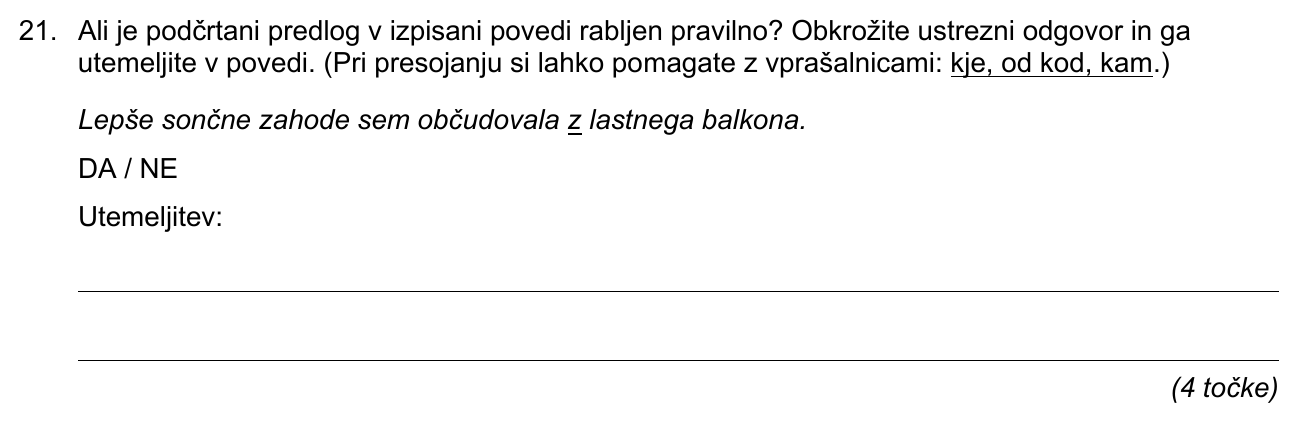 21. Ali je podčrtani predlog v izpisani povedi rabljen pravilno? Obkrožite ustrezni odgovor in ga
utemeljite v povedi. (Pri presojanju si lahko pomagate z vprašalnicami: kje, od kod, kam.)
Lepše sončne zahode sem občudovala z lastnega balkona.
DA / NE
Utemeljitev:
(4 točke)